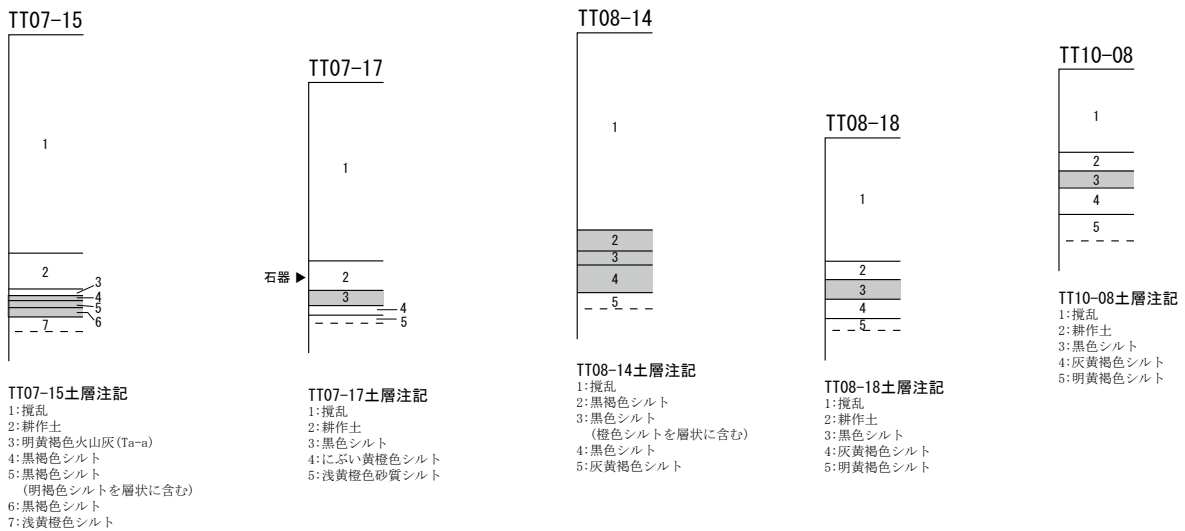 TT07-15
1
2
3
4
5
6
7
TT07-15土層注記
1:攪乱
2:耕作土
3:明黄褐色火山灰(Ta-a)
4:黒褐色シルト
5:黒褐色シルト
(明褐色シルトを層状に含む)
6:黒褐色シルト
7:浅黄橙色シルト
TT07-17
1
石器 ▶
2
3
4
5
TT07-17土層注記
1:攪乱
2:耕作土
3:黒色シルト
4:にぶい黄橙色シルト
5:浅黄橙色砂質シルト
TT08-14
1
2
3
4
5
TT08-14土層注記
1:攪乱
2:黒褐色シルト
3:黒色シルト
(橙色シルトを層状に含む)
4:黒色シルト
5:灰黄褐色シルト
TT08-18
1
2
3
4
5
TT08-18土層注記
1:攪乱
2:耕作土
3:黒色シルト
4:灰黄褐色シルト
5:明黄褐色シルト
TT10-08
1
2
3
4
5
TT10-08土層注記
1:攪乱
2:耕作土
3:黒色シルト
4:灰黄褐色シルト
5:明黄褐色シルト